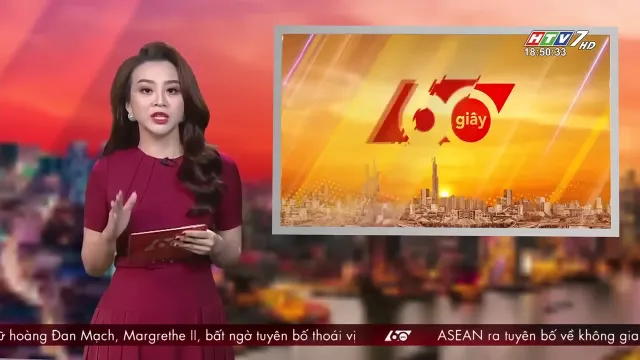 HTV7 HD
18:50:33
60 giây
ữ hoàng Đan Mạch, Margrethe II, bất ngờ tuyên bố thoái vị 60 ASEAN ra tuyên bố về không gia